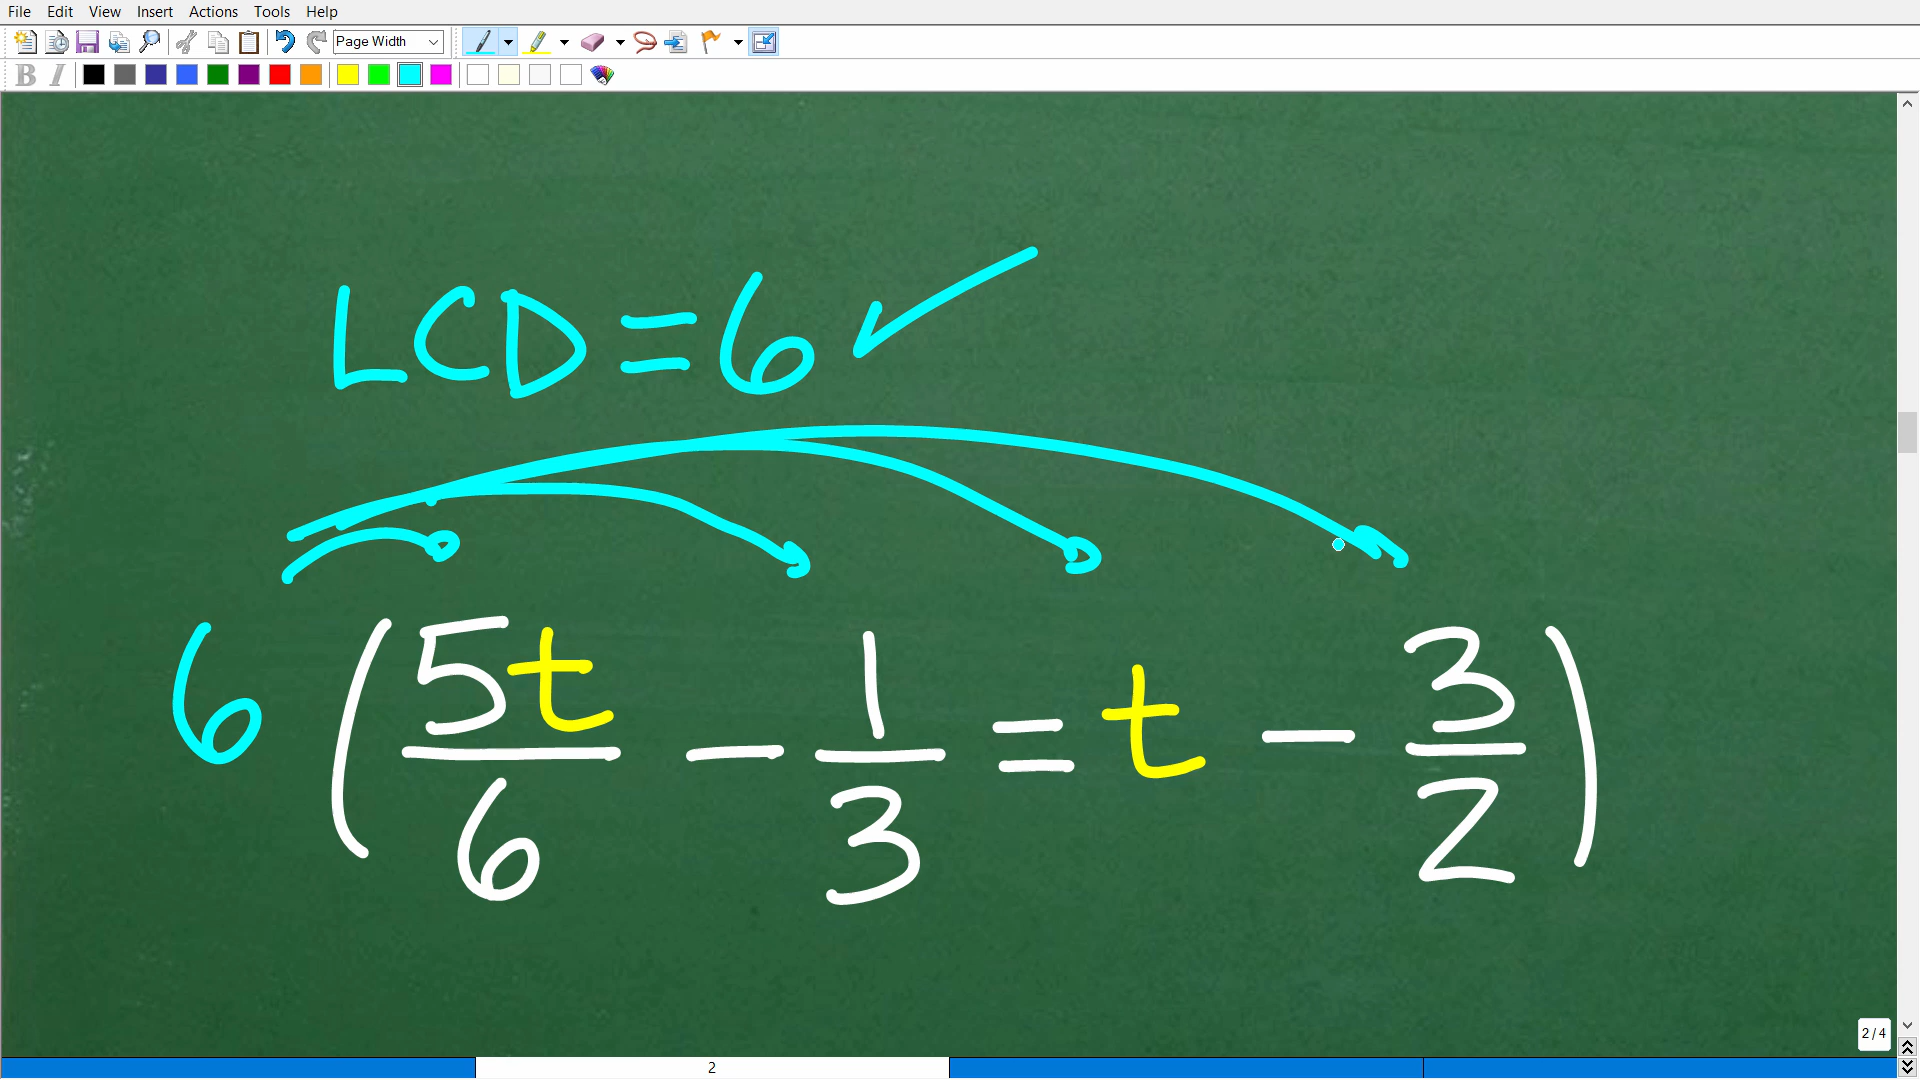 File Edit View Insert Actions Tools Help
Page Width
B I
LCD = 6 ✓
6 ( 5t/6 - 1/3 = t - 3/2 )
2 / 4
2